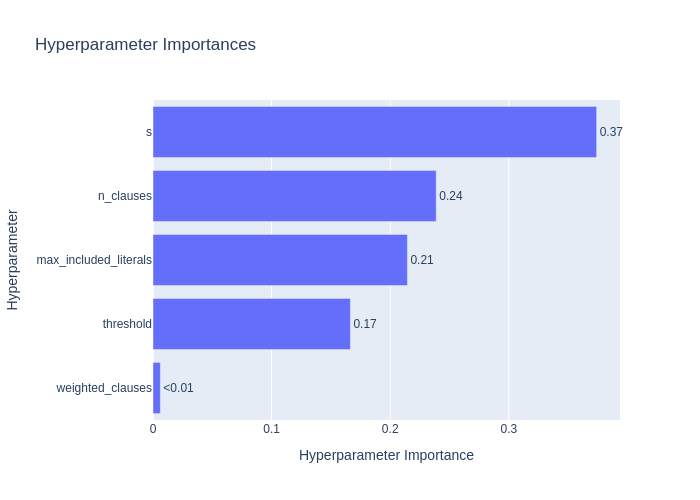 Hyperparameter Importances
s
0.37
n_clauses
0.24
max_included_literals
0.21
threshold
0.17
weighted_clauses
<0.01
0
0.1
0.2
0.3
Hyperparameter Importance
Hyperparameter